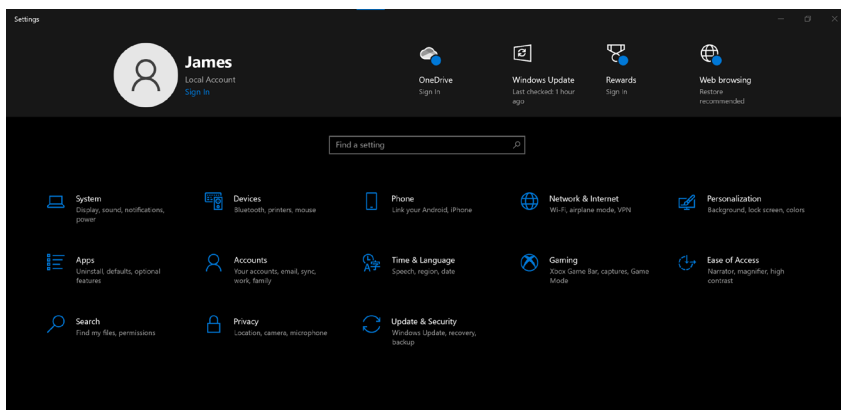 Settings
James
Local Account
Sign In
OneDrive
Sign In
Windows Update
Last checked: 1 hour
ago
Rewards
Sign In
Web browsing
Restore
recommended
Find a setting
System
Display, sound, notifications,
power
Devices
Bluetooth, printers, mouse
Phone
Link your Android, iPhone
Network & Internet
Wi-Fi, airplane mode, VPN
Personalization
Background, lock screen, colors
Apps
Uninstall, defaults, optional
features
Accounts
Your accounts, email, sync,
work, family
Time & Language
Speech, region, date
Gaming
Xbox Game Bar, captures, Game
Mode
Ease of Access
Narrator, magnifier, high
contrast
Search
Find my files, permissions
Privacy
Location, camera, microphone
Update & Security
Windows Update, recovery,
backup